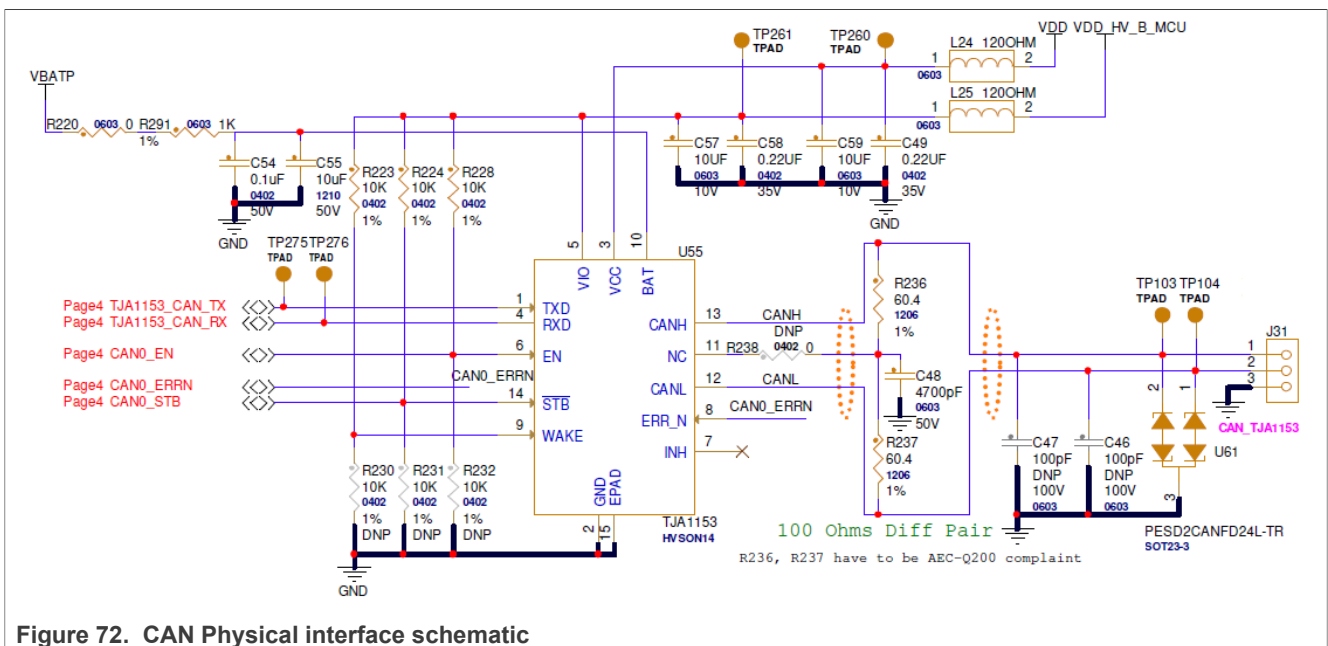 TP261
TPAD
TP260
TPAD
L24 120OHM
1
2
0603
VDD VDD_HV_B_MCU
L25 120OHM
1
2
0603
VBATP
R220 0603 0 R291 0603 1K
1%
C54
0.1uF
0402
50V
C55
10uF
1210
50V
GND
R223
10K
0402
1%
R224
10K
0402
1%
R228
10K
0402
1%
C57
10UF
0603
10V
C58
0.22UF
0402
35V
C59
10UF
0603
10V
C49
0.22UF
0402
35V
GND
TP275 TP276
TPAD TPAD
5
3
10
U55
VIO
VCC
BAT
Page4 TJA1153_CAN_TX
1
TXD
Page4 TJA1153_CAN_RX
4
RXD
Page4 CAN0_EN
6
EN
CAN0_ERRN
Page4 CAN0_ERRN
Page4 CAN0_STB
14
STB
9
WAKE
CANH
13
CANH
NC
11
R238
DNP
0402 0
CANL
12
CANL
ERR_N
8
CAN0_ERRN
INH
7
GND
EPAD
2
15
TJA1153
HVSON14
R236
60.4
1206
1%
C48
4700pF
0603
50V
R237
60.4
1206
1%
TP103 TP104
TPAD TPAD
J31
1
2
3
CAN_TJA1153
2
1
U61
3
C47
100pF
DNP
100V
0603
C46
100pF
DNP
100V
0603
PESD2CANFD24L-TR
SOT23-3
GND
R230
10K
0402
1%
DNP
R231
10K
0402
1%
DNP
R232
10K
0402
1%
DNP
GND
100 Ohms Diff Pair
R236, R237 have to be AEC-Q200 complaint
Figure 72. CAN Physical interface schematic